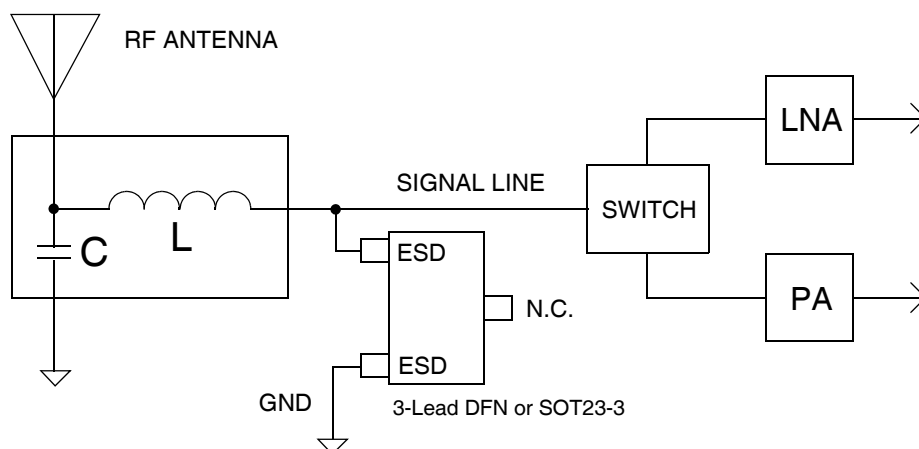 RF ANTENNA
LNA
SIGNAL LINE
SWITCH
C
L
ESD
N.C.
PA
ESD
GND
3-Lead DFN or SOT23-3